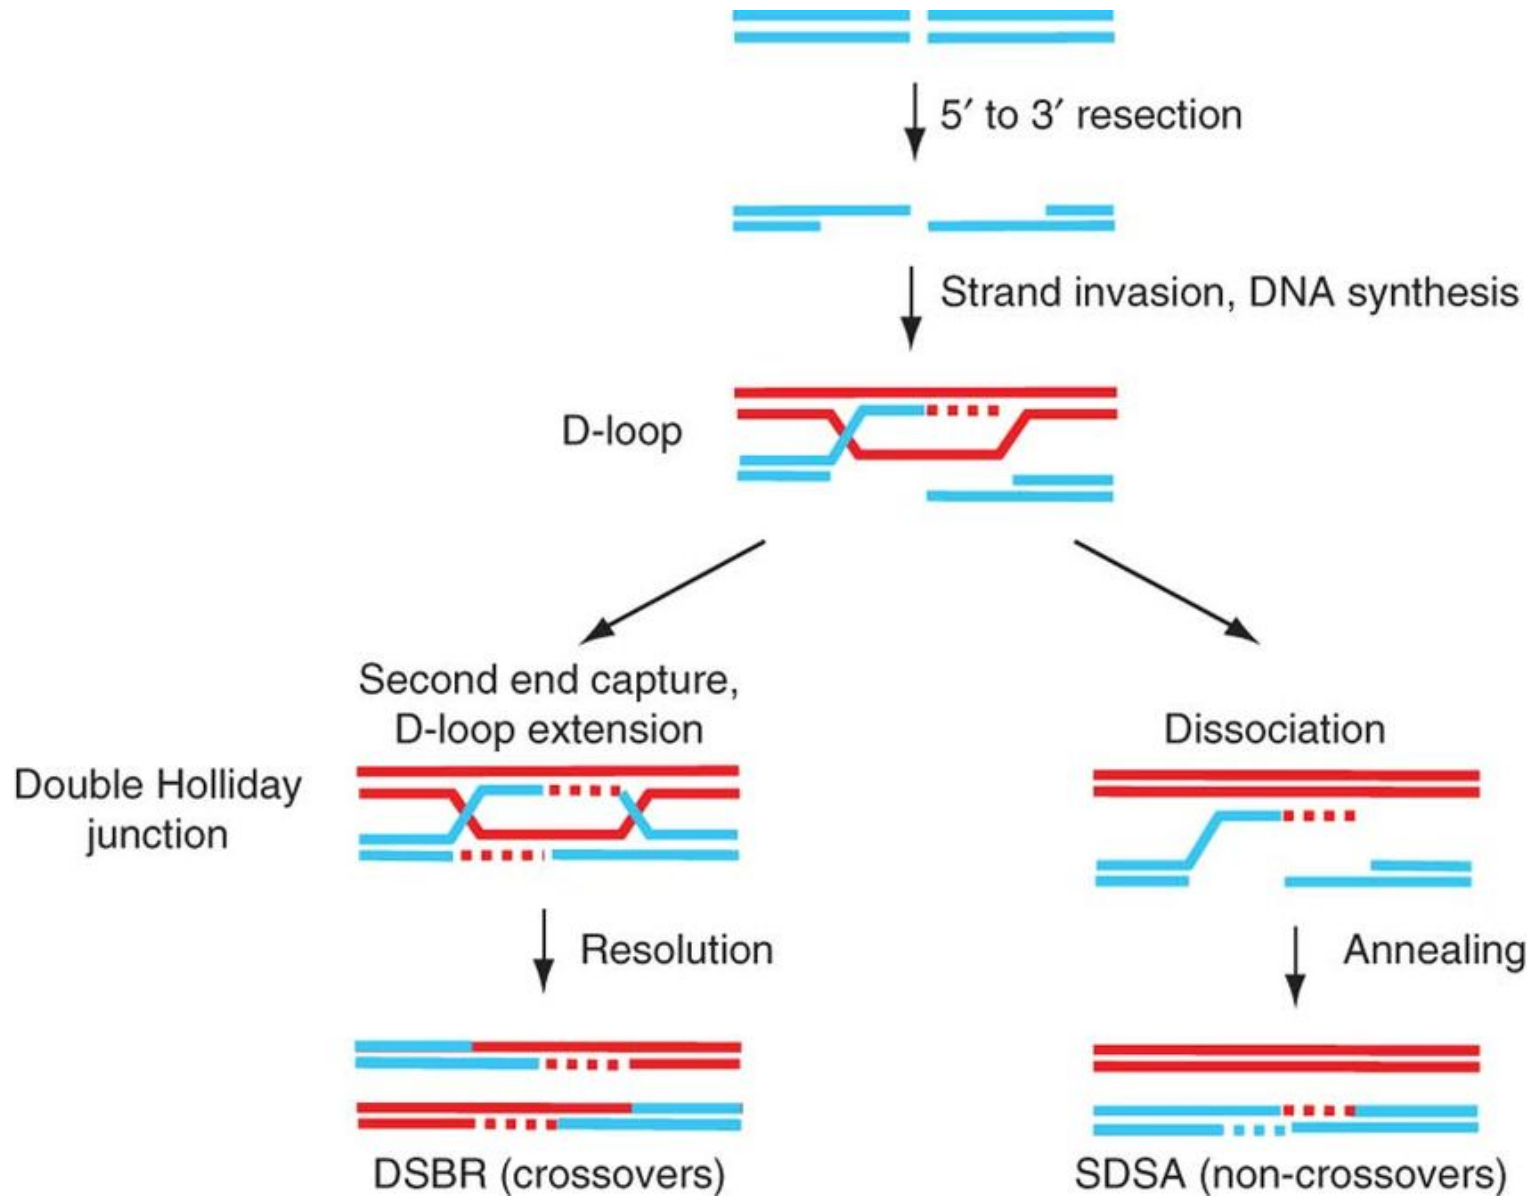 5′ to 3′ resection
Strand invasion, DNA synthesis
D-loop
Second end capture,
D-loop extension
Dissociation
Double Holliday
junction
Resolution
Annealing
DSBR (crossovers)
SDSA (non-crossovers)